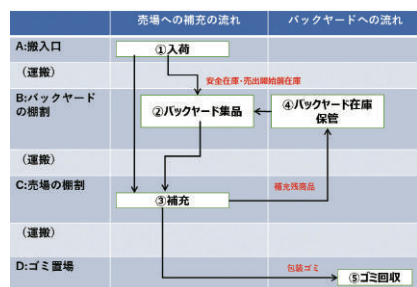 売場への補充の流れ
バックヤードへの流れ
A:搬入口
①入荷
（運搬）
安全在庫・売出開始前在庫
B:バックヤード
の棚割
②バックヤード集品
④バックヤード在庫
保管
（運搬）
C:売場の棚割
補充残商品
③補充
（運搬）
D:ゴミ置場
包装ゴミ
⑤ゴミ回収